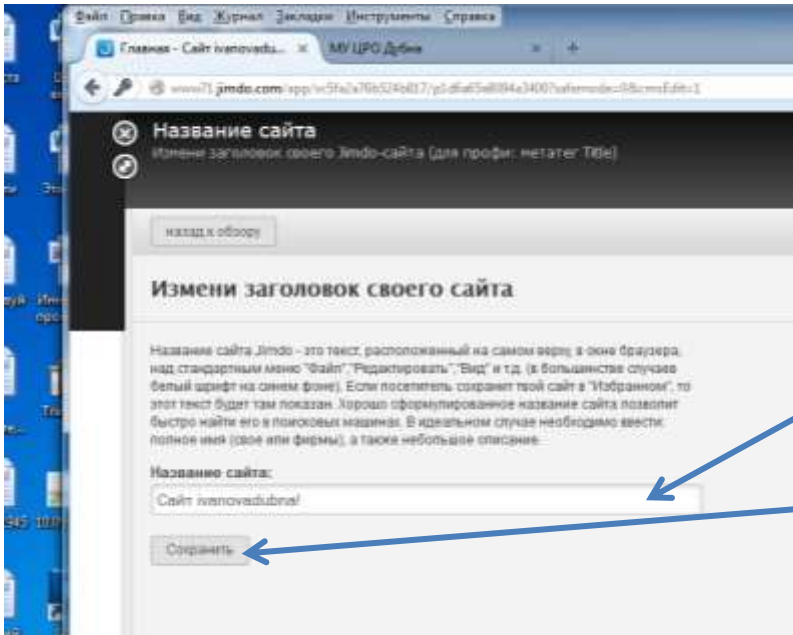 Файл Правка Вид Журнал Закладки Инструменты Справка
Главная - Сайт ivanovadu... МУ ЦРО Дубна
Название сайта
Измени заголовок своего Jimdo-сайта (для профи: метатег Title)
назад к обзору
Измени заголовок своего сайта
Название сайта Jimdo - это текст, расположенный на самом верху, в окне браузера,
над стандартным меню "Файл", "Редактировать", "Вид" и т.д. (в большинстве случаев
белый шрифт на синем фоне). Если посетитель сохранит твой сайт в "Избранном", то
этот текст будет там показан. Хорошо сформулированное название сайта позволит
быстро найти его в поисковых машинах. В идеальном случае необходимо ввести
полное имя (свое или фирмы), а также небольшое описание.
Название сайта:
Сайт ivanovadubna!
Сохранить